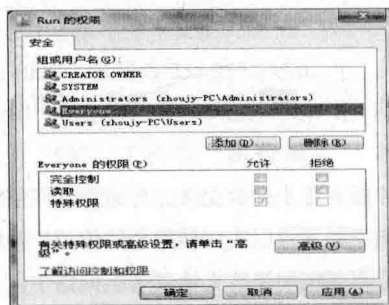 Run 的权限
安全
组或用户名(G):
CREATOR OWNER
SYSTEM
Administrators (zhoujy-PC\Administrators)
Everyone
Users (zhoujy-PC\Users)
添加(D)... 删除(R)
Everyone 的权限(P) 允许 拒绝
完全控制
读取
特殊权限
有关特殊权限或高级设置，请单击“高级”。
高级(V)
了解访问控制和权限
确定 取消 应用(A)